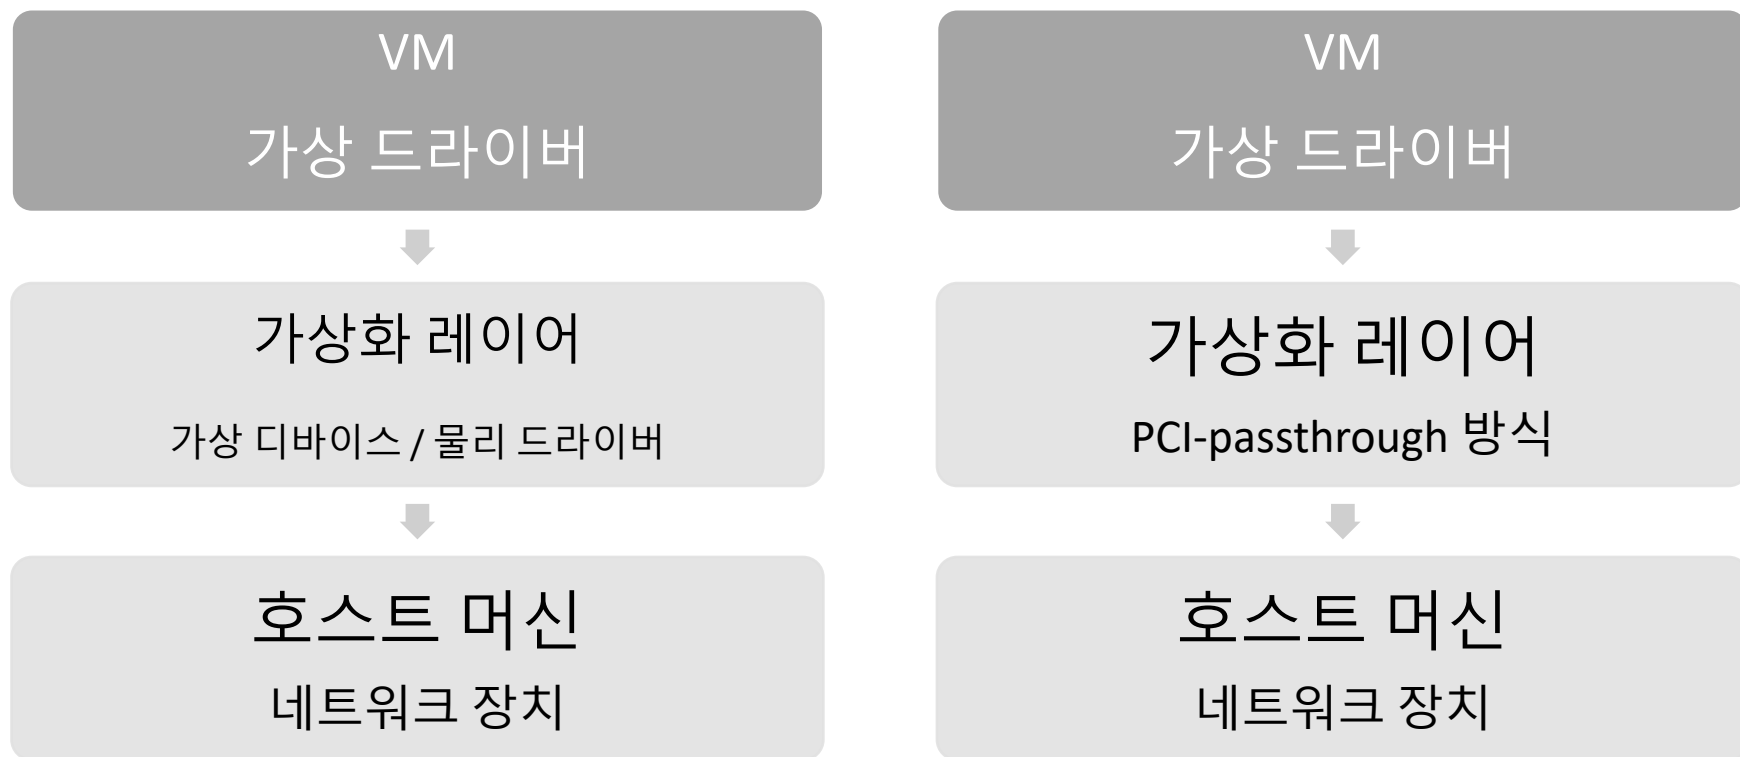 VM
가상 드라이버
가상화 레이어
가상 디바이스 / 물리 드라이버
호스트 머신
네트워크 장치
VM
가상 드라이버
가상화 레이어
PCI-passthrough 방식
호스트 머신
네트워크 장치